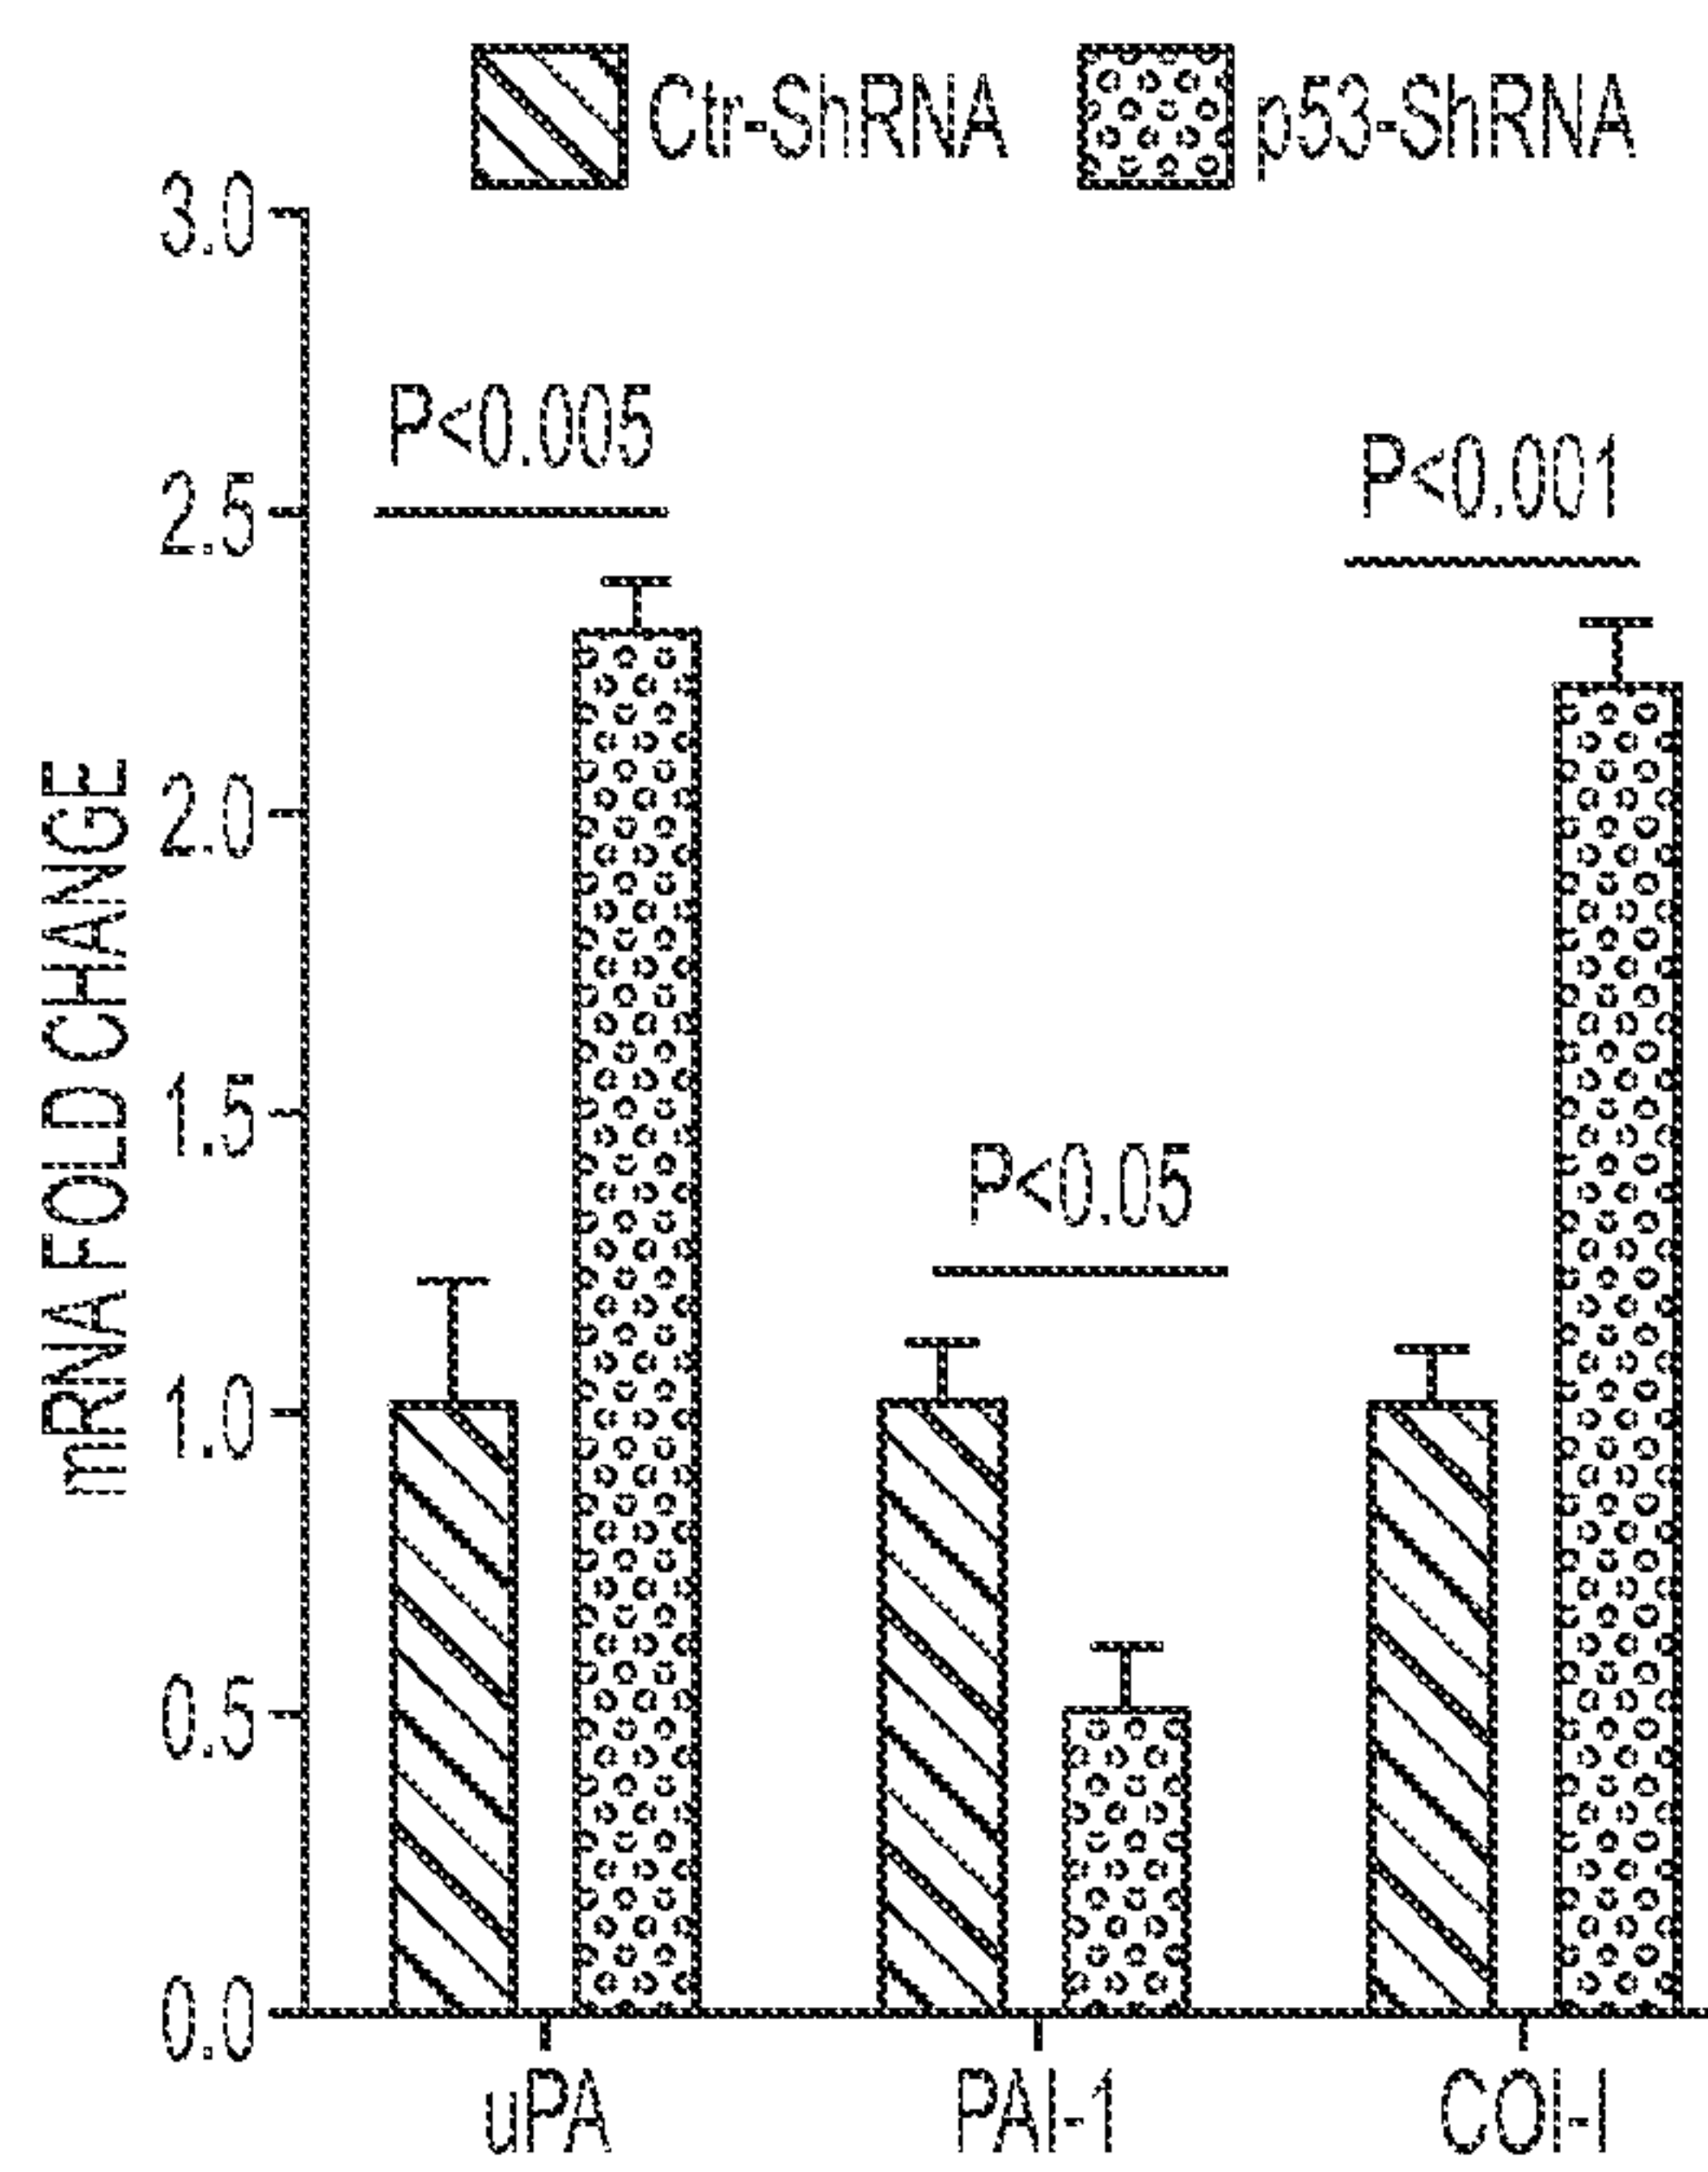 Ctr-ShRNA p53-ShRNA
3.0
P<0.005
P<0.001
2.5
2.0
mRNA FOLD CHANGE
1.5
P<0.05
1.0
0.5
0.0
uPA PAI-1 COI-I